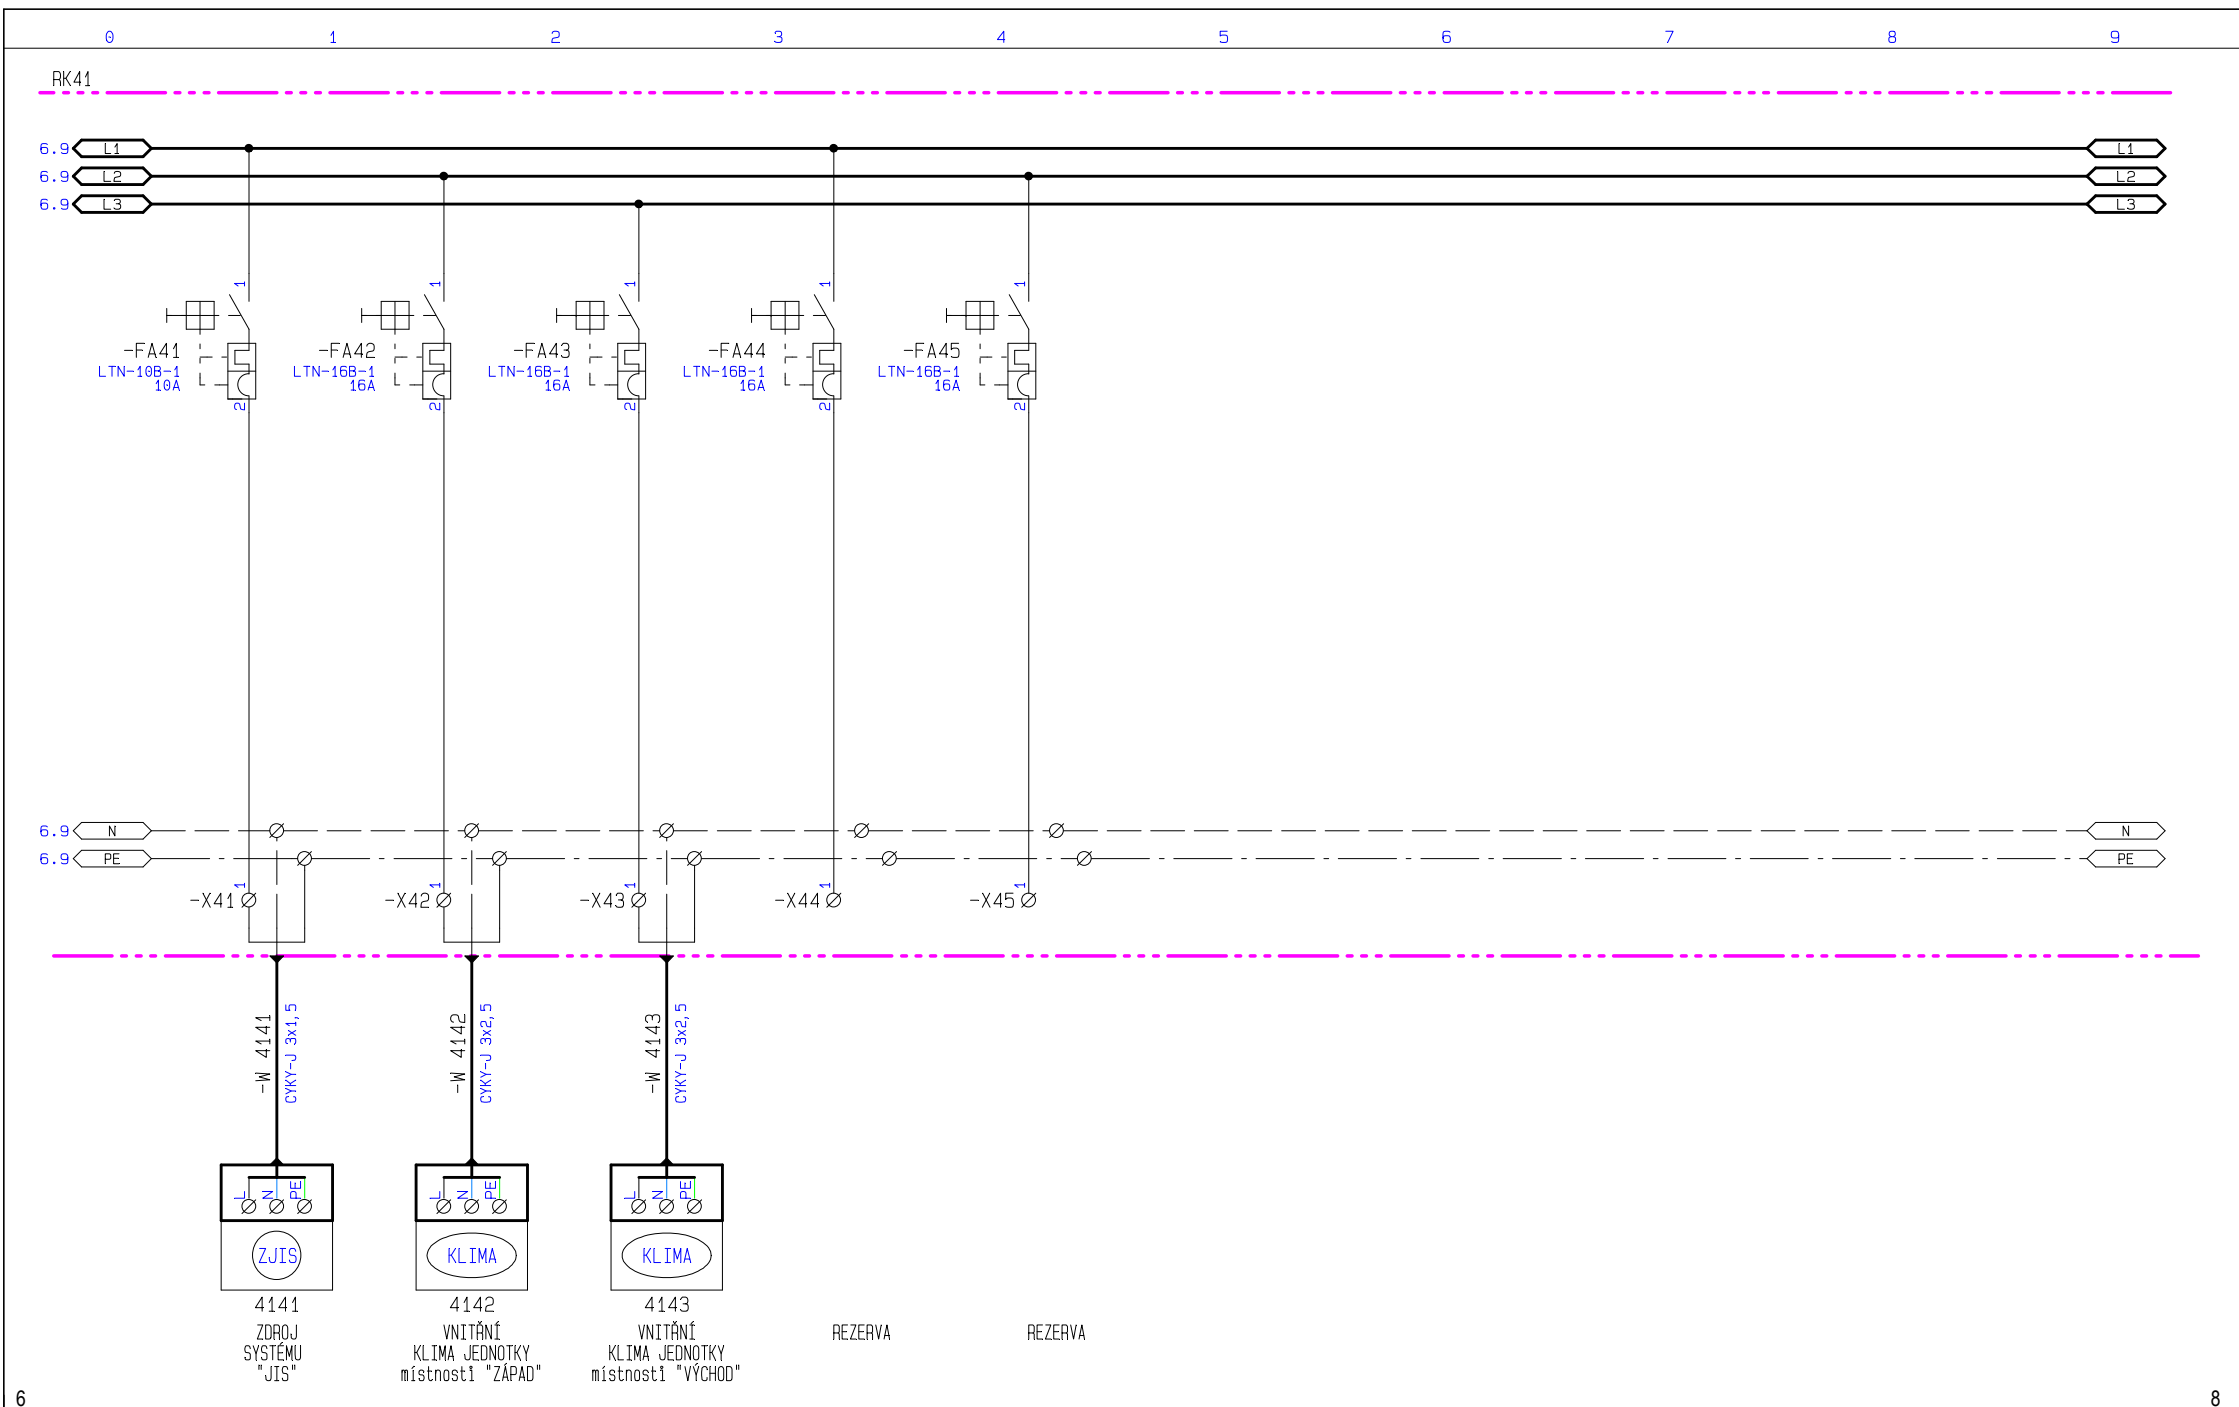 0 1 2 3 4 5 6 7 8 9
RK41
6.9 L1 L1
6.9 L2 L2
6.9 L3 L3
1 1 1 1 1
-FA41 -FA42 -FA43 -FA44 -FA45
LTN-10B-1 LTN-16B-1 LTN-16B-1 LTN-16B-1 LTN-16B-1
10A 16A 16A 16A 16A
2 2 2 2 2
6.9 N N
6.9 PE PE
1 1 1 1 1
-X41 -X42 -X43 -X44 -X45
-W 4141 CYKY-J 3x1,5 -W 4142 CYKY-J 3x2,5 -W 4143 CYKY-J 3x2,5
L N PE L N PE L N PE
ZJIS KLIMA KLIMA
4141 4142 4143
ZDROJ VNITŘNÍ VNITŘNÍ REZERVA REZERVA
SYSTÉMU KLIMA JEDNOTKY KLIMA JEDNOTKY
"JIS" místnosti "ZÁPAD" místnosti "VÝCHOD"
6 8